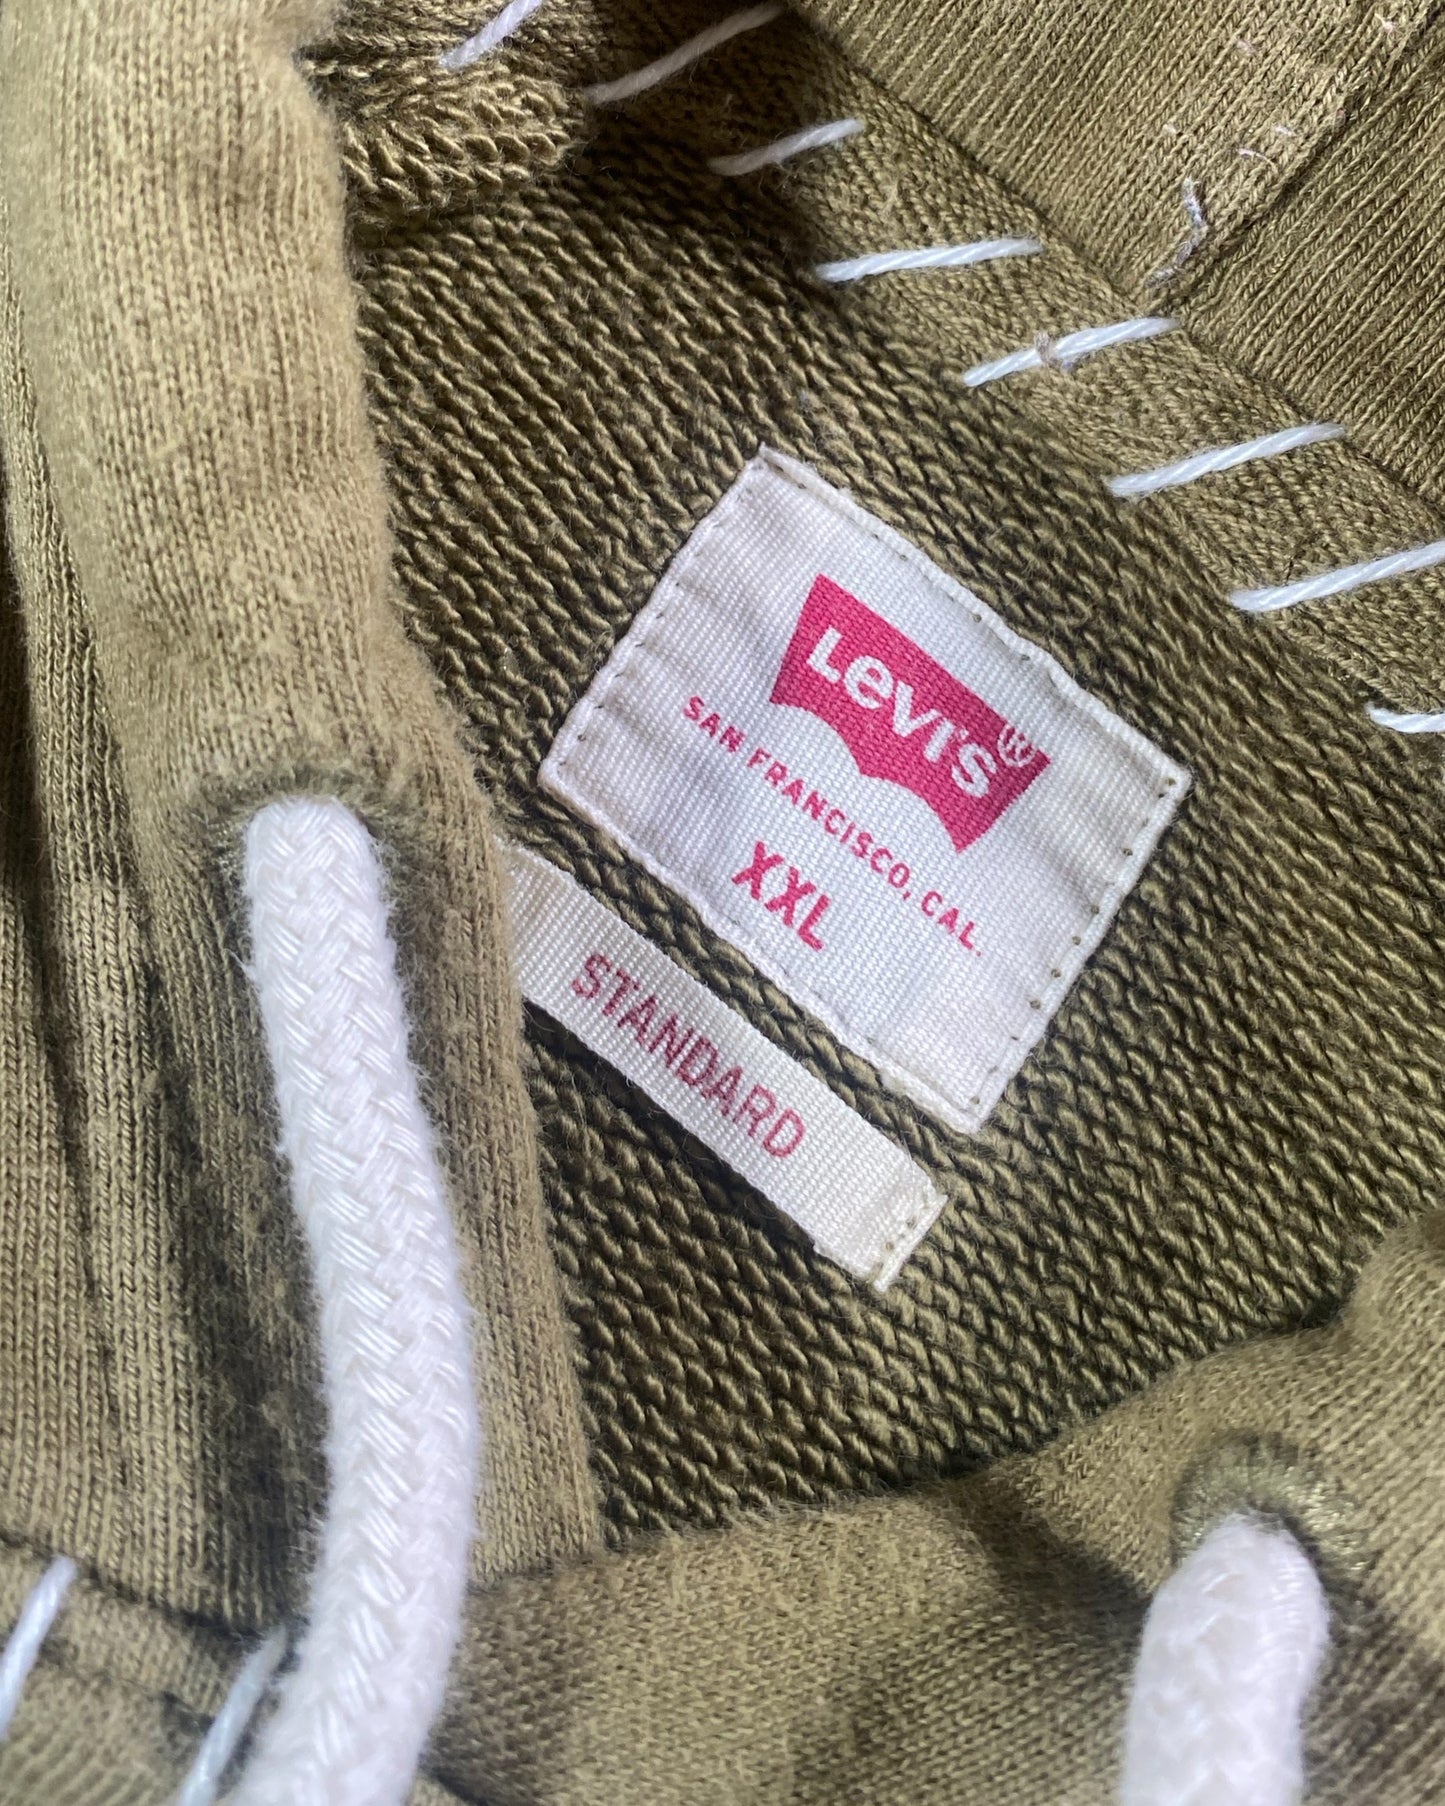 LEVI'S®
SAN FRANCISCO, CAL.
XXL
STANDARD